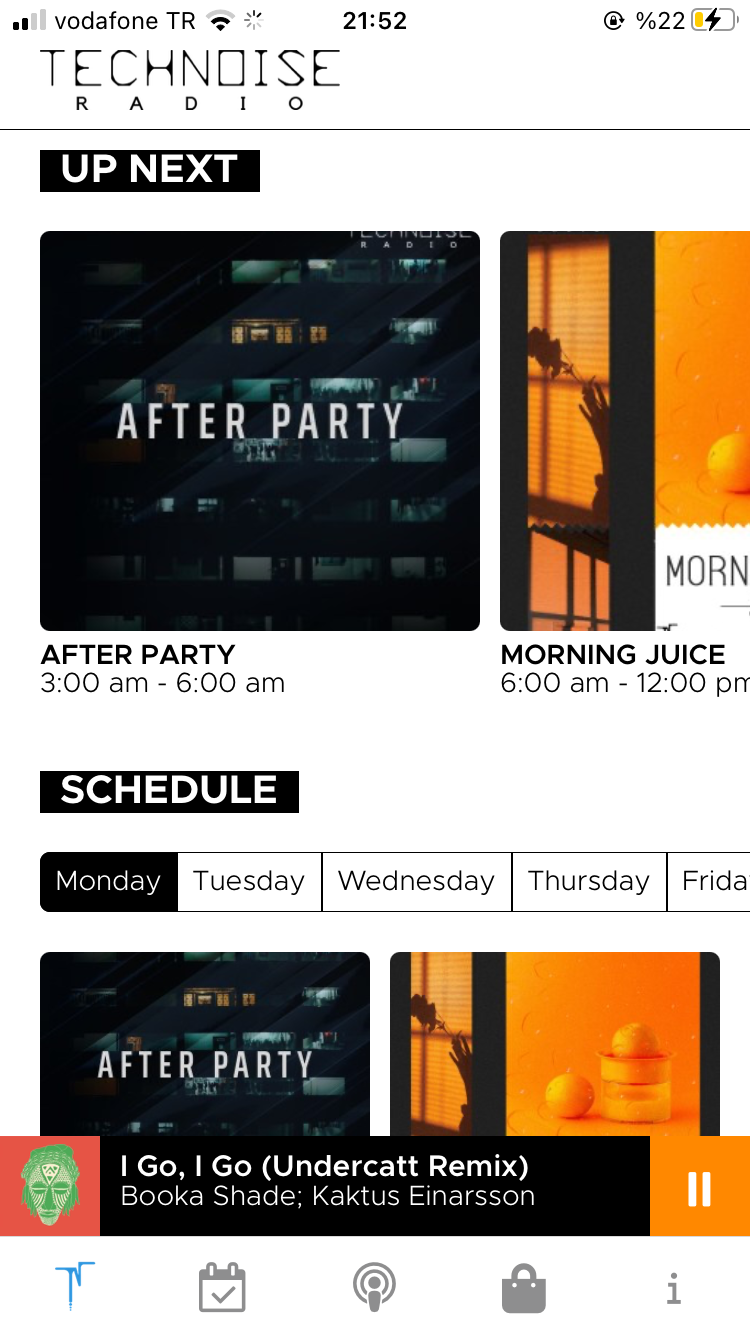 vodafone TR
21:52
%22
TECHNOISE
RADIO
UP NEXT
TECHNOISE
RADIO
AFTER PARTY
MORN
AFTER PARTY
3:00 am - 6:00 am
MORNING JUICE
6:00 am - 12:00 pm
SCHEDULE
Monday
Tuesday
Wednesday
Thursday
Frida
AFTER PARTY
I Go, I Go (Undercatt Remix)
Booka Shade; Kaktus Einarsson